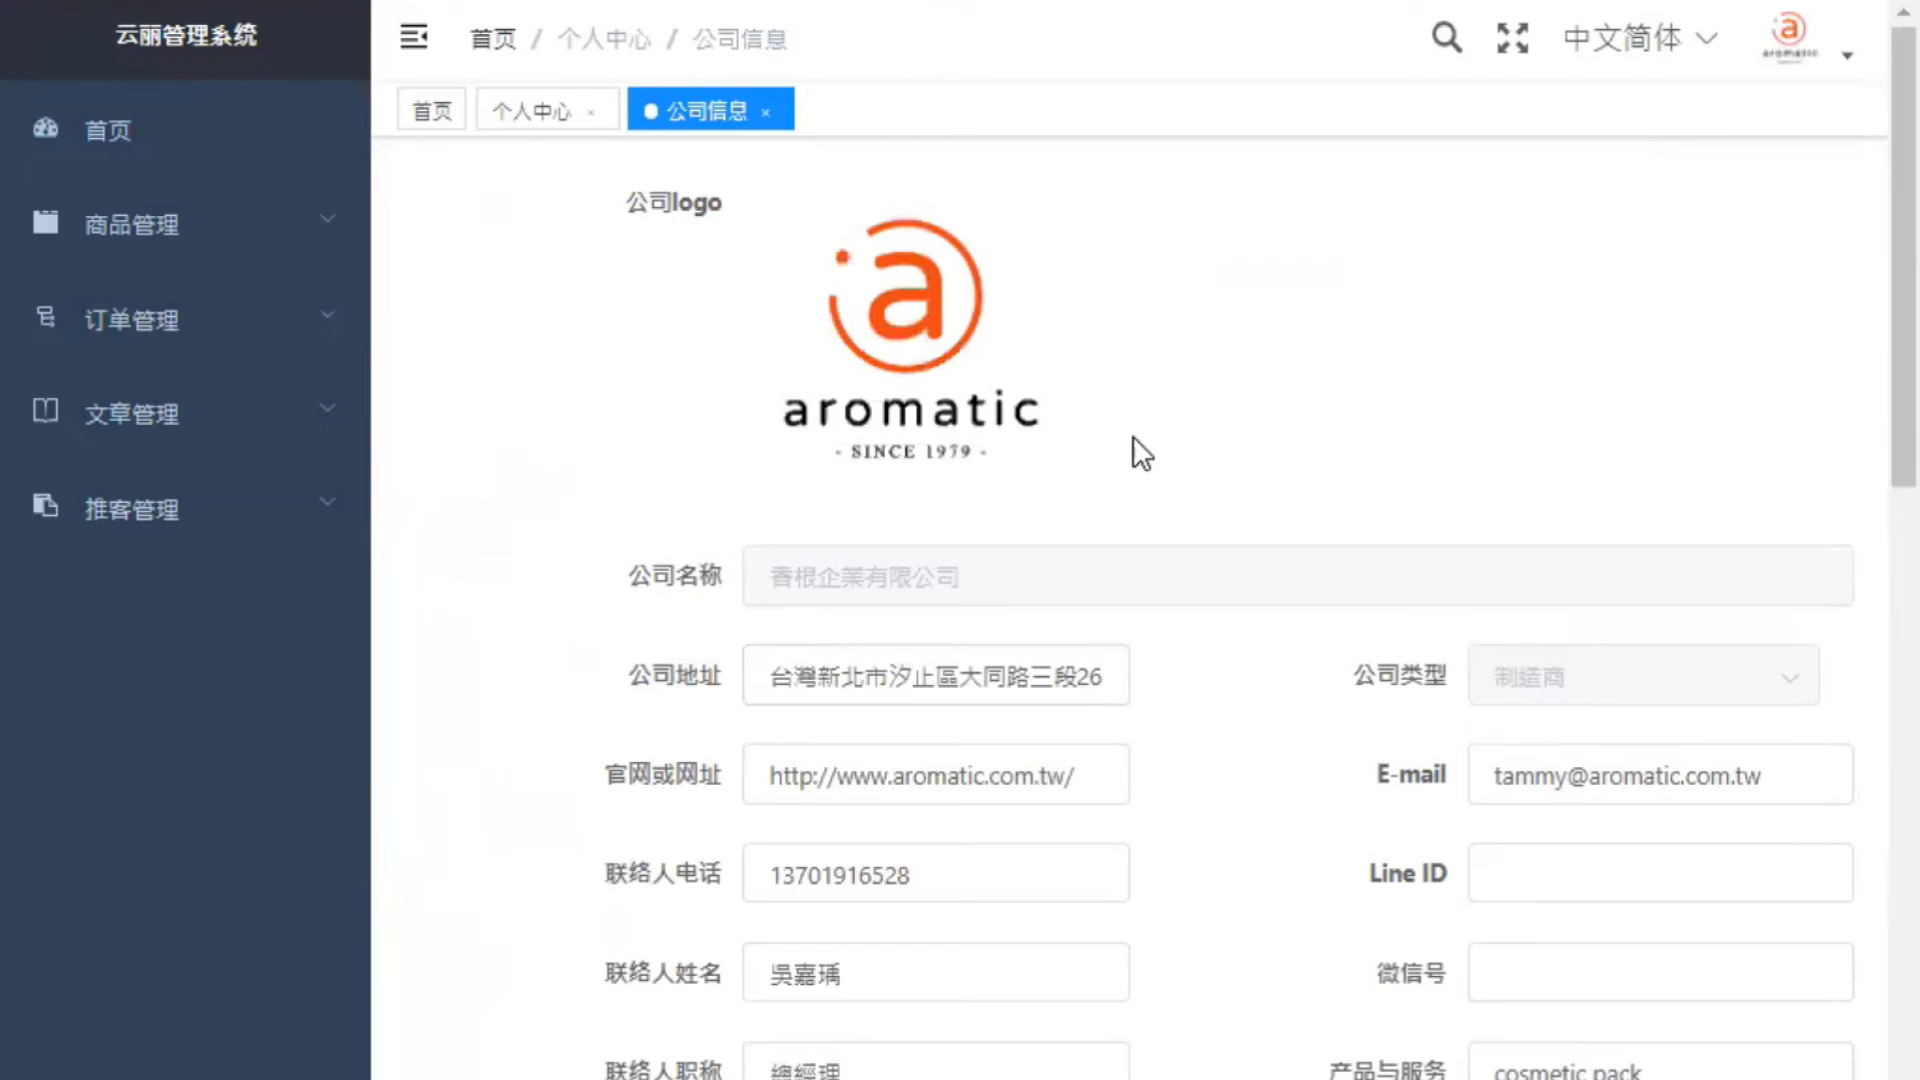 云丽管理系统
首页 / 个人中心 / 公司信息
中文简体
aromatic
首页
个人中心 ×
公司信息 ×
首页
商品管理
订单管理
文章管理
推客管理
公司logo
a
aromatic
- SINCE 1979 -
公司名称 香根企業有限公司
公司地址 台灣新北市汐止區大同路三段26
公司类型 制造商
官网或网址 http://www.aromatic.com.tw/
E-mail tammy@aromatic.com.tw
联络人电话 13701916528
Line ID
联络人姓名 吳嘉瑀
微信号
联络人职称 總經理
产品与服务 cosmetic pack